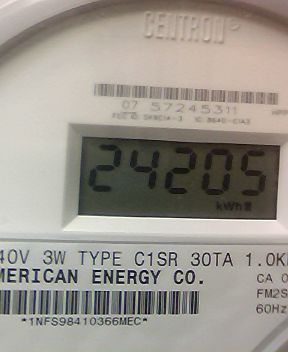 CENTRON®
07 57245311
24205
kWh
40V 3W TYPE C1SR 30TA 1.0K
MERICAN ENERGY CO.
CA 0
FM2S
60Hz
*1NFS98410366MEC*